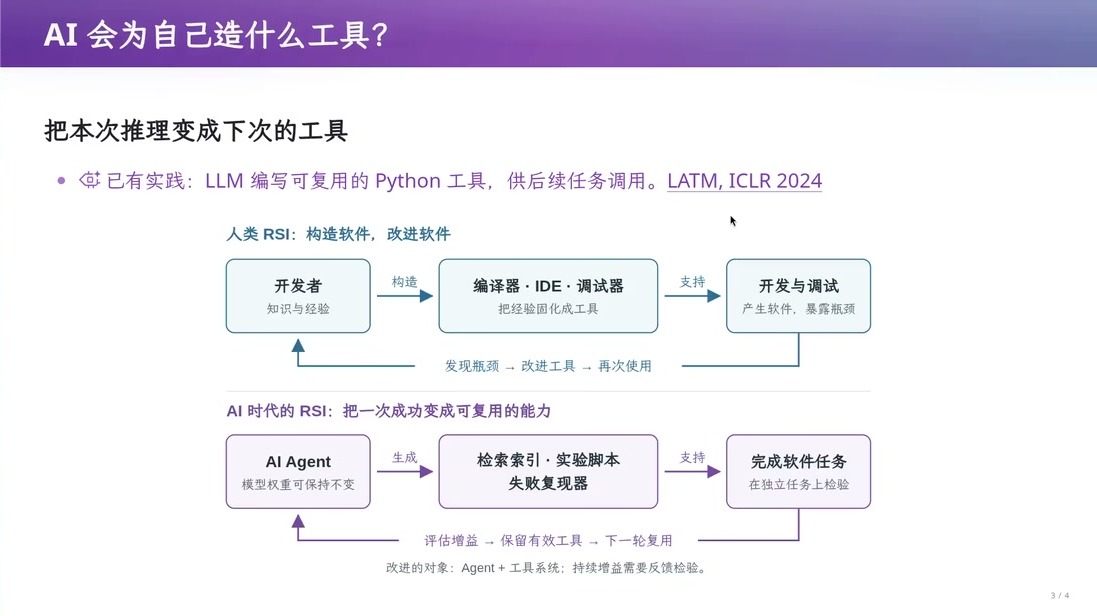 AI 会为自己造什么工具？
把本次推理变成下次的工具
已有实践：LLM 编写可复用的 Python 工具，供后续任务调用。LATM, ICLR 2024
人类 RSI：构造软件，改进软件
开发者
知识与经验
构造
编译器 · IDE · 调试器
把经验固化成工具
支持
开发与调试
产生软件，暴露瓶颈
发现瓶颈 → 改进工具 → 再次使用
AI 时代的 RSI：把一次成功变成可复用的能力
AI Agent
模型权重可保持不变
生成
检索索引 · 实验脚本
失败复现器
支持
完成软件任务
在独立任务上检验
评估增益 → 保留有效工具 → 下一轮复用
改进的对象：Agent + 工具系统；持续增益需要反馈检验。
3 / 4